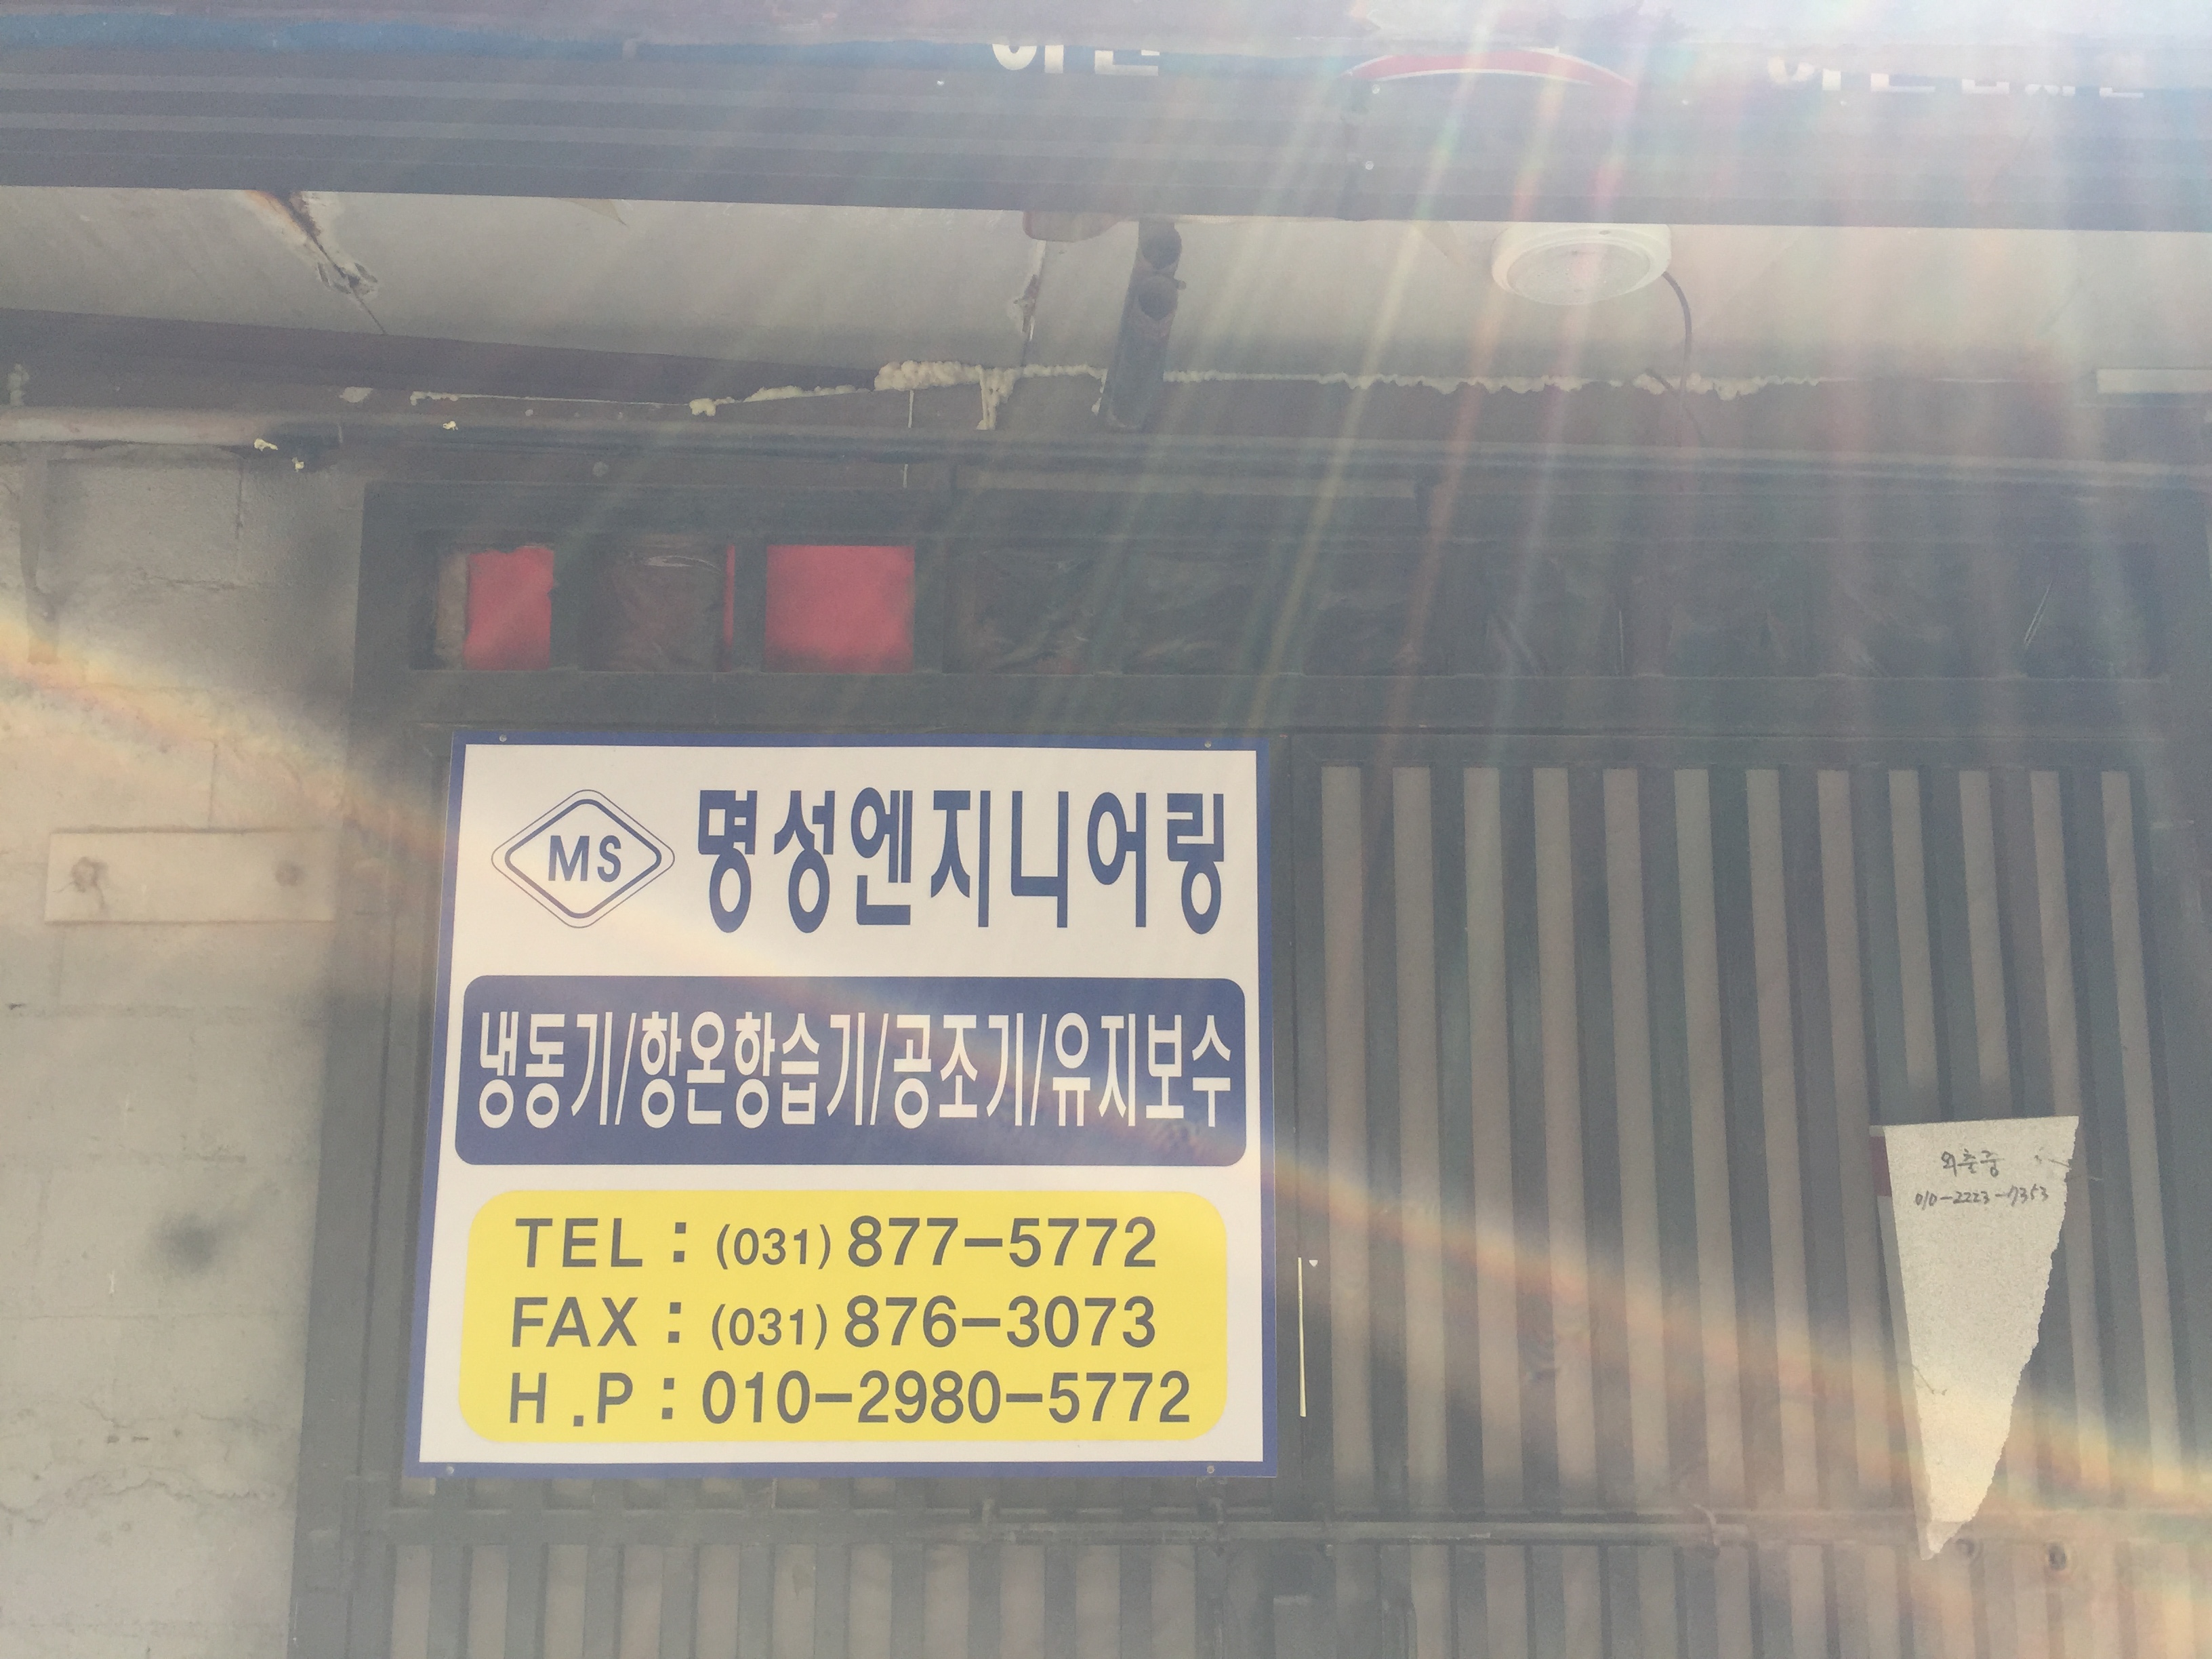 MS 명성엔지니어링
냉동기/항온항습기/공조기/유지보수
TEL : (031) 877-5772
FAX : (031) 876-3073
H.P : 010-2980-5772
외출중
010-2223-7353